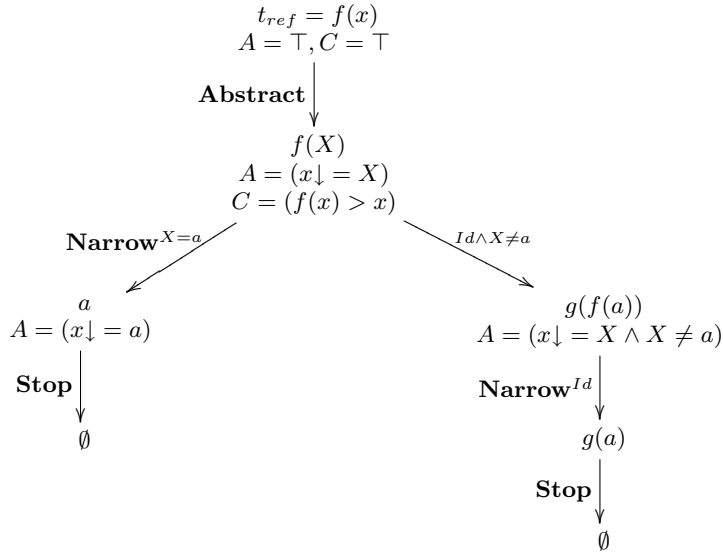 t_{ref} = f(x)
A = ⊤, C = ⊤
Abstract
f(X)
A = (x↓ = X)
C = (f(x) > x)
Narrow^{X=a}
Id∧X≠a
a
A = (x↓ = a)
g(f(a))
A = (x↓ = X ∧ X ≠ a)
Stop
Narrow^{Id}
∅
g(a)
Stop
∅